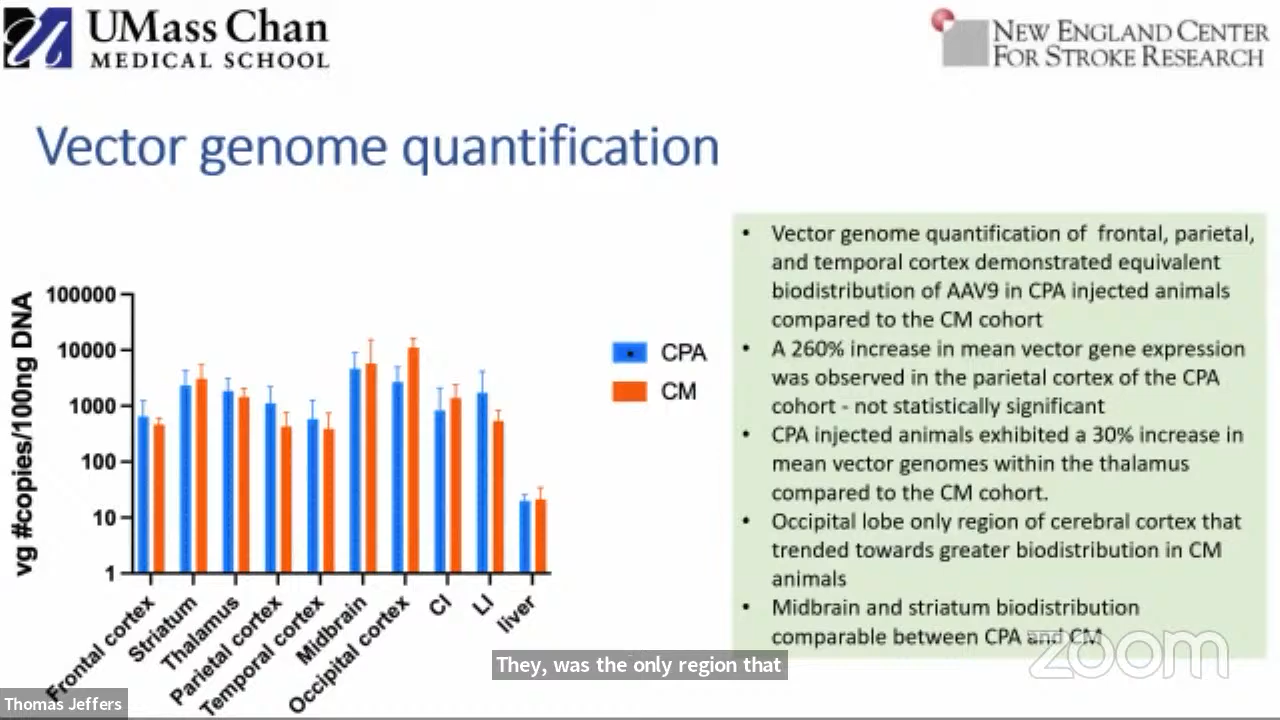 UMass Chan
MEDICAL SCHOOL
NEW ENGLAND CENTER
FOR STROKE RESEARCH
Vector genome quantification
vg #copies/100ng DNA
100000
10000
1000
100
10
1
Frontal cortex
Striatum
Thalamus
Parietal cortex
Temporal cortex
Midbrain
Occipital cortex
CI
LI
liver
CPA
CM
• Vector genome quantification of frontal, parietal,
and temporal cortex demonstrated equivalent
biodistribution of AAV9 in CPA injected animals
compared to the CM cohort
• A 260% increase in mean vector gene expression
was observed in the parietal cortex of the CPA
cohort - not statistically significant
• CPA injected animals exhibited a 30% increase in
mean vector genomes within the thalamus
compared to the CM cohort.
• Occipital lobe only region of cerebral cortex that
trended towards greater biodistribution in CM
animals
• Midbrain and striatum biodistribution
comparable between CPA and CM
zoom
They, was the only region that
Thomas Jeffers